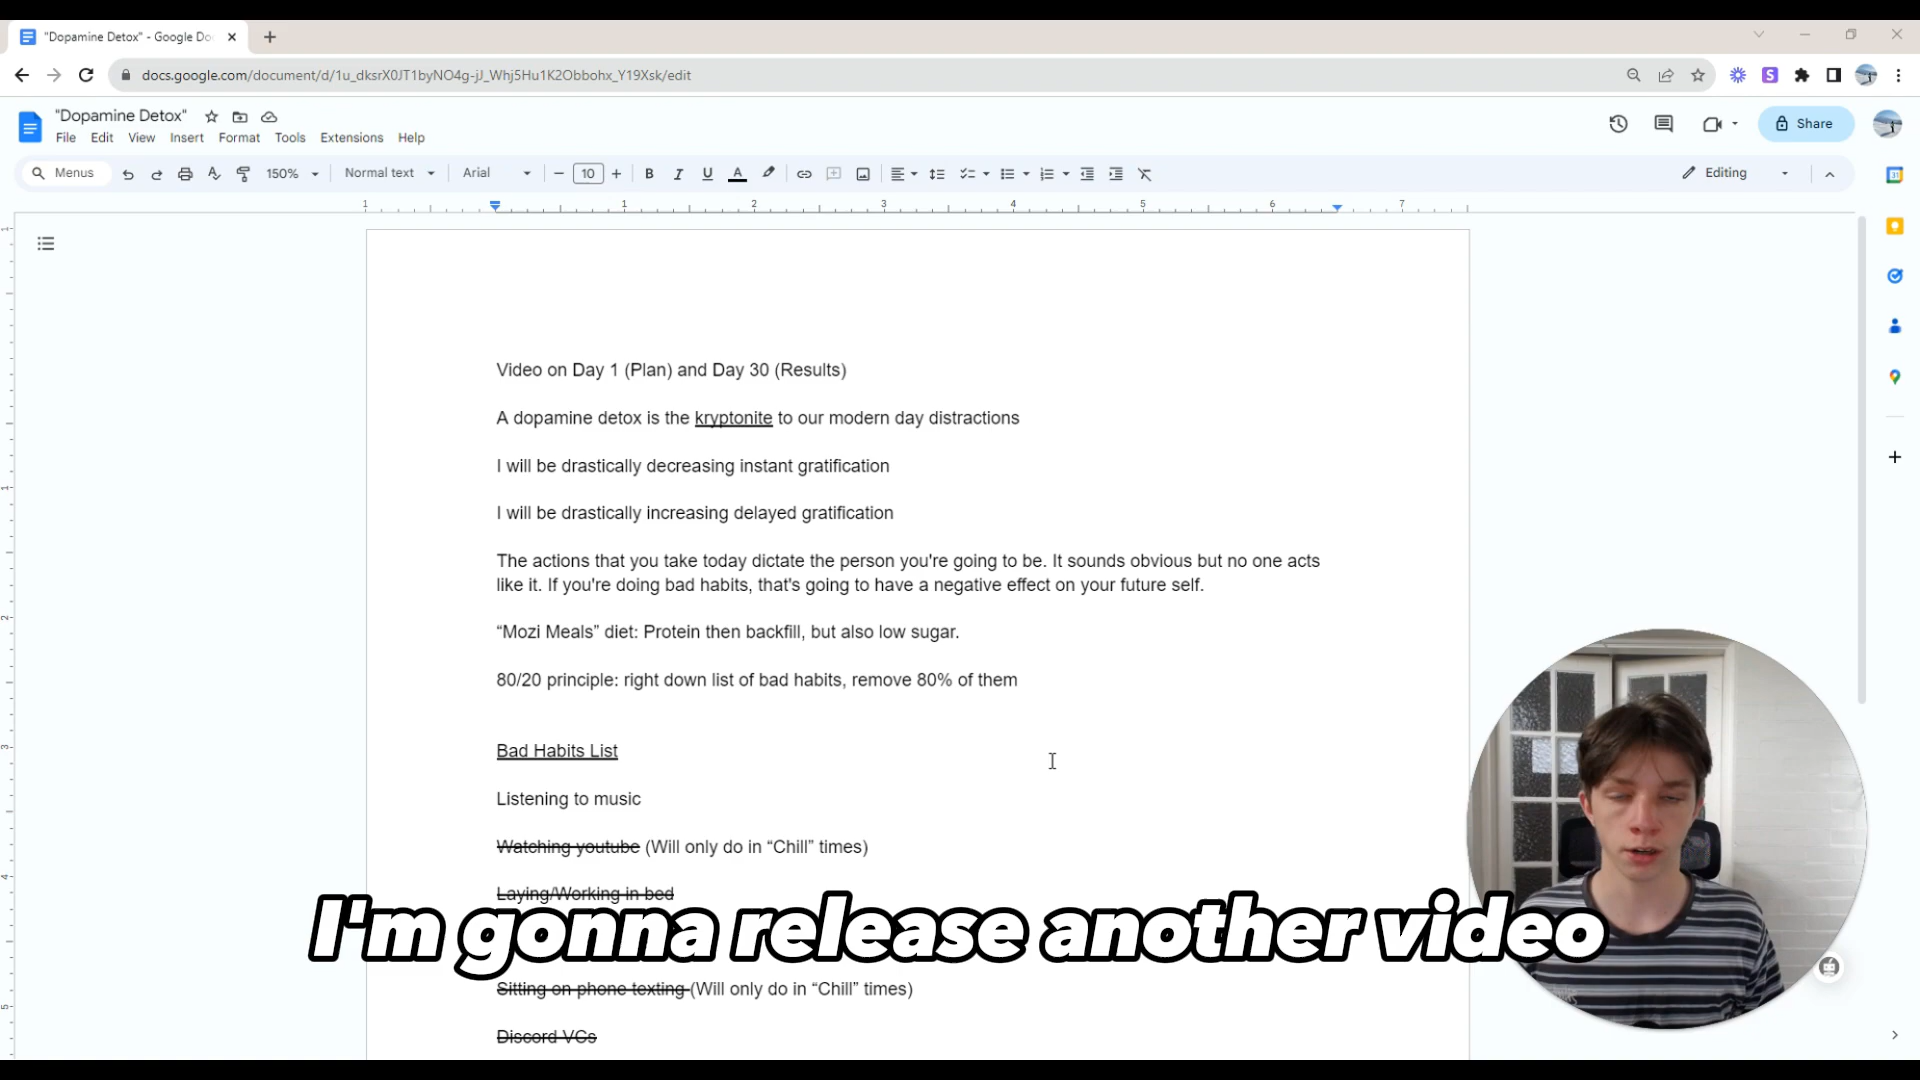 "Dopamine Detox" - Google Do
docs.google.com/document/d/1u_dksrX0JT1byNO4g-jJ_Whj5Hu1K2Obbohx_Y19Xsk/edit
"Dopamine Detox"
File Edit View Insert Format Tools Extensions Help
Share
Menus 150% Normal text Arial 10 Editing
1 1 2 3 4 5 6 7
Video on Day 1 (Plan) and Day 30 (Results)
A dopamine detox is the kryptonite to our modern day distractions
I will be drastically decreasing instant gratification
I will be drastically increasing delayed gratification
The actions that you take today dictate the person you're going to be. It sounds obvious but no one acts
like it. If you're doing bad habits, that's going to have a negative effect on your future self.
“Mozi Meals” diet: Protein then backfill, but also low sugar.
80/20 principle: right down list of bad habits, remove 80% of them
Bad Habits List
Listening to music
Watching youtube (Will only do in “Chill” times)
Laying/Working in bed
I'm gonna release another video
Sitting on phone texting (Will only do in “Chill” times)
Discord VCs